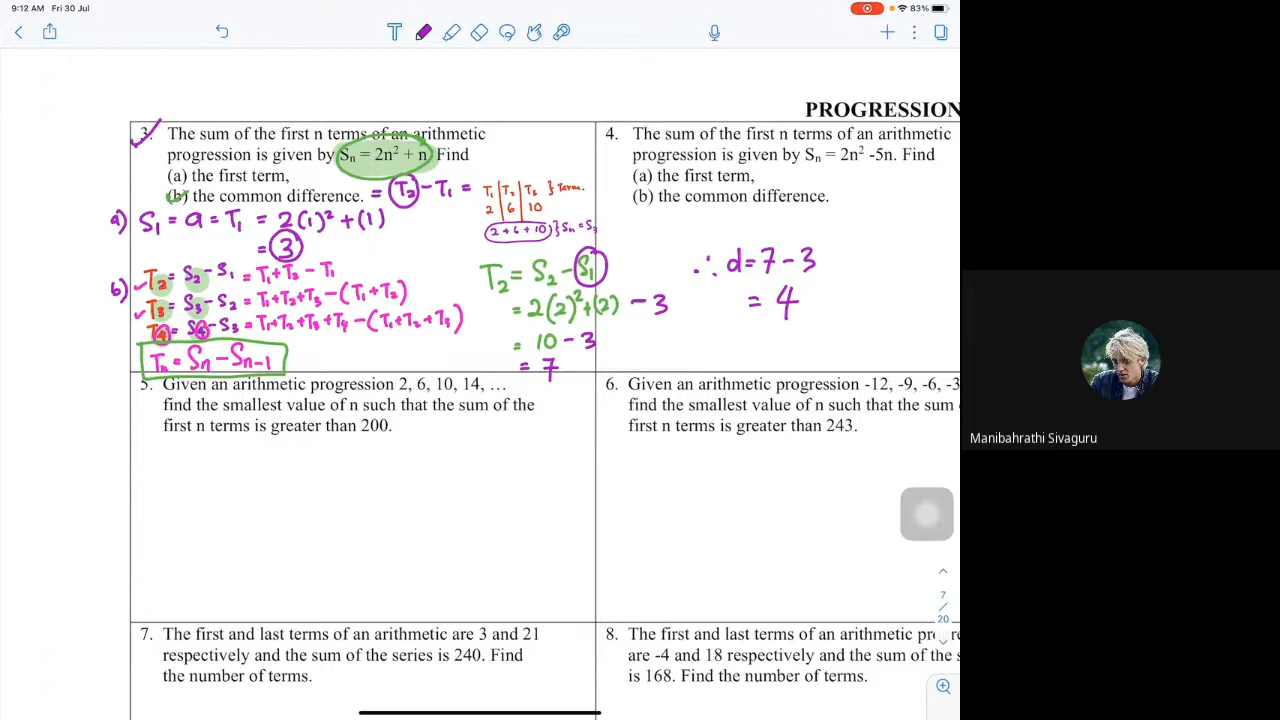 9:12 AM Fri 30 Jul
83%
PROGRESSION
3. The sum of the first n terms of an arithmetic
progression is given by Sn = 2n² + n. Find
(a) the first term,
(b) the common difference. = T2 - T1 =
T1 | T2 | T3 } Term.
2 | 6 | 10
2 + 6 + 10 } Sn = S3
a) S1 = a = T1 = 2(1)² + (1)
= 3
b) T2 = S2 - S1 = T1 + T2 - T1
T3 = S3 - S2 = T1 + T2 + T3 - (T1 + T2)
T4 = S4 - S3 = T1 + T2 + T3 + T4 - (T1 + T2 + T3)
Tn = Sn - Sn-1
T2 = S2 - S1
= 2(2)² + (2) - 3
= 10 - 3
= 7
4. The sum of the first n terms of an arithmetic
progression is given by Sn = 2n² -5n. Find
(a) the first term,
(b) the common difference.
∴ d = 7 - 3
= 4
5. Given an arithmetic progression 2, 6, 10, 14, …
find the smallest value of n such that the sum of the
first n terms is greater than 200.
6. Given an arithmetic progression -12, -9, -6, -3
find the smallest value of n such that the sum
first n terms is greater than 243.
7. The first and last terms of an arithmetic are 3 and 21
respectively and the sum of the series is 240. Find
the number of terms.
8. The first and last terms of an arithmetic progre
are -4 and 18 respectively and the sum of the s
is 168. Find the number of terms.
7
/
20
Manibahrathi Sivaguru